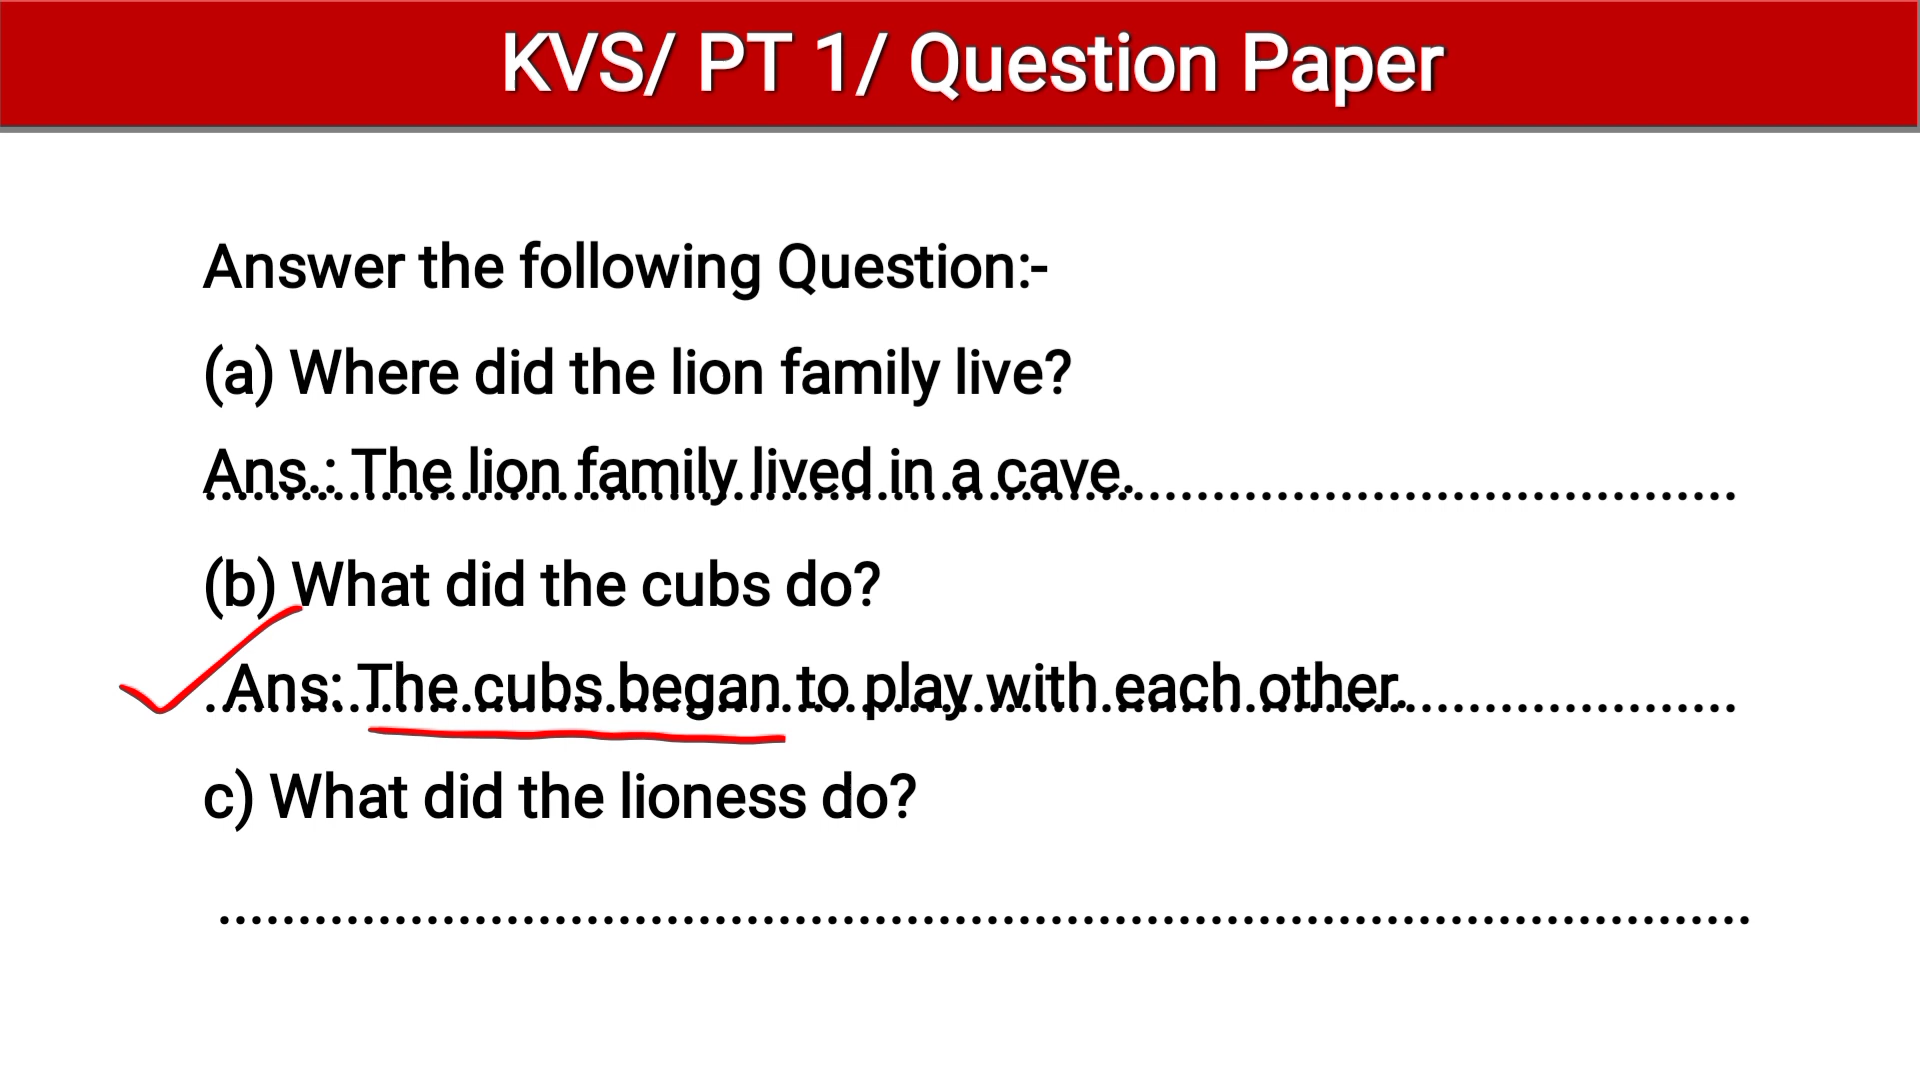 KVS/ PT 1/ Question Paper
Answer the following Question:-
(a) Where did the lion family live?
Ans.: The lion family lived in a cave.
(b) What did the cubs do?
Ans: The cubs began to play with each other.
c) What did the lioness do?